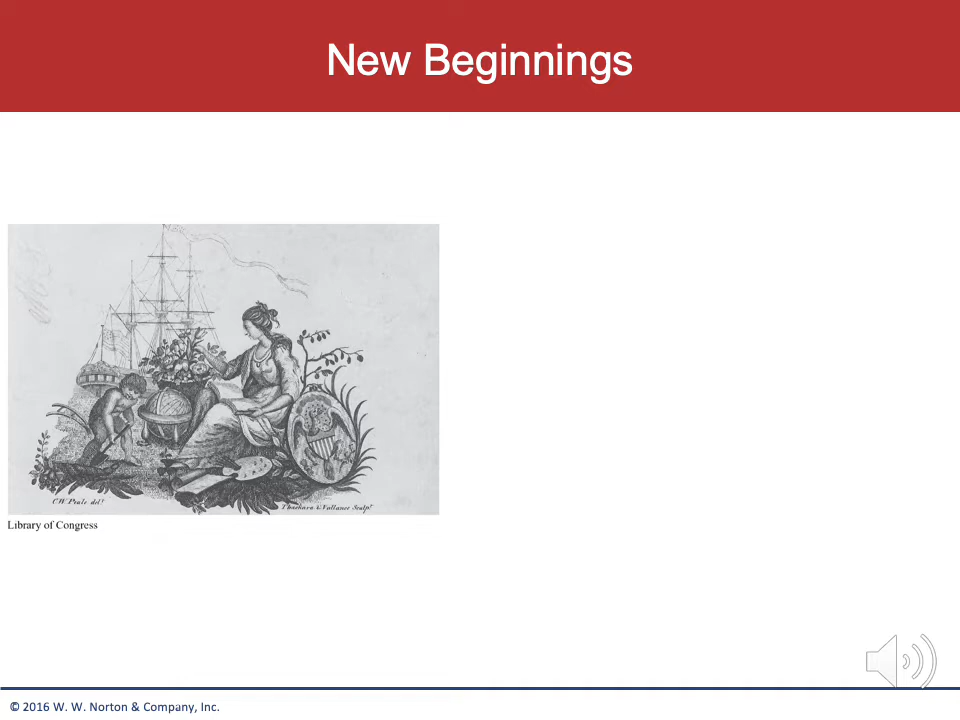 New Beginnings
C.W. Peale del!
Thackara & Vallance Sculp!
Library of Congress
© 2016 W. W. Norton & Company, Inc.